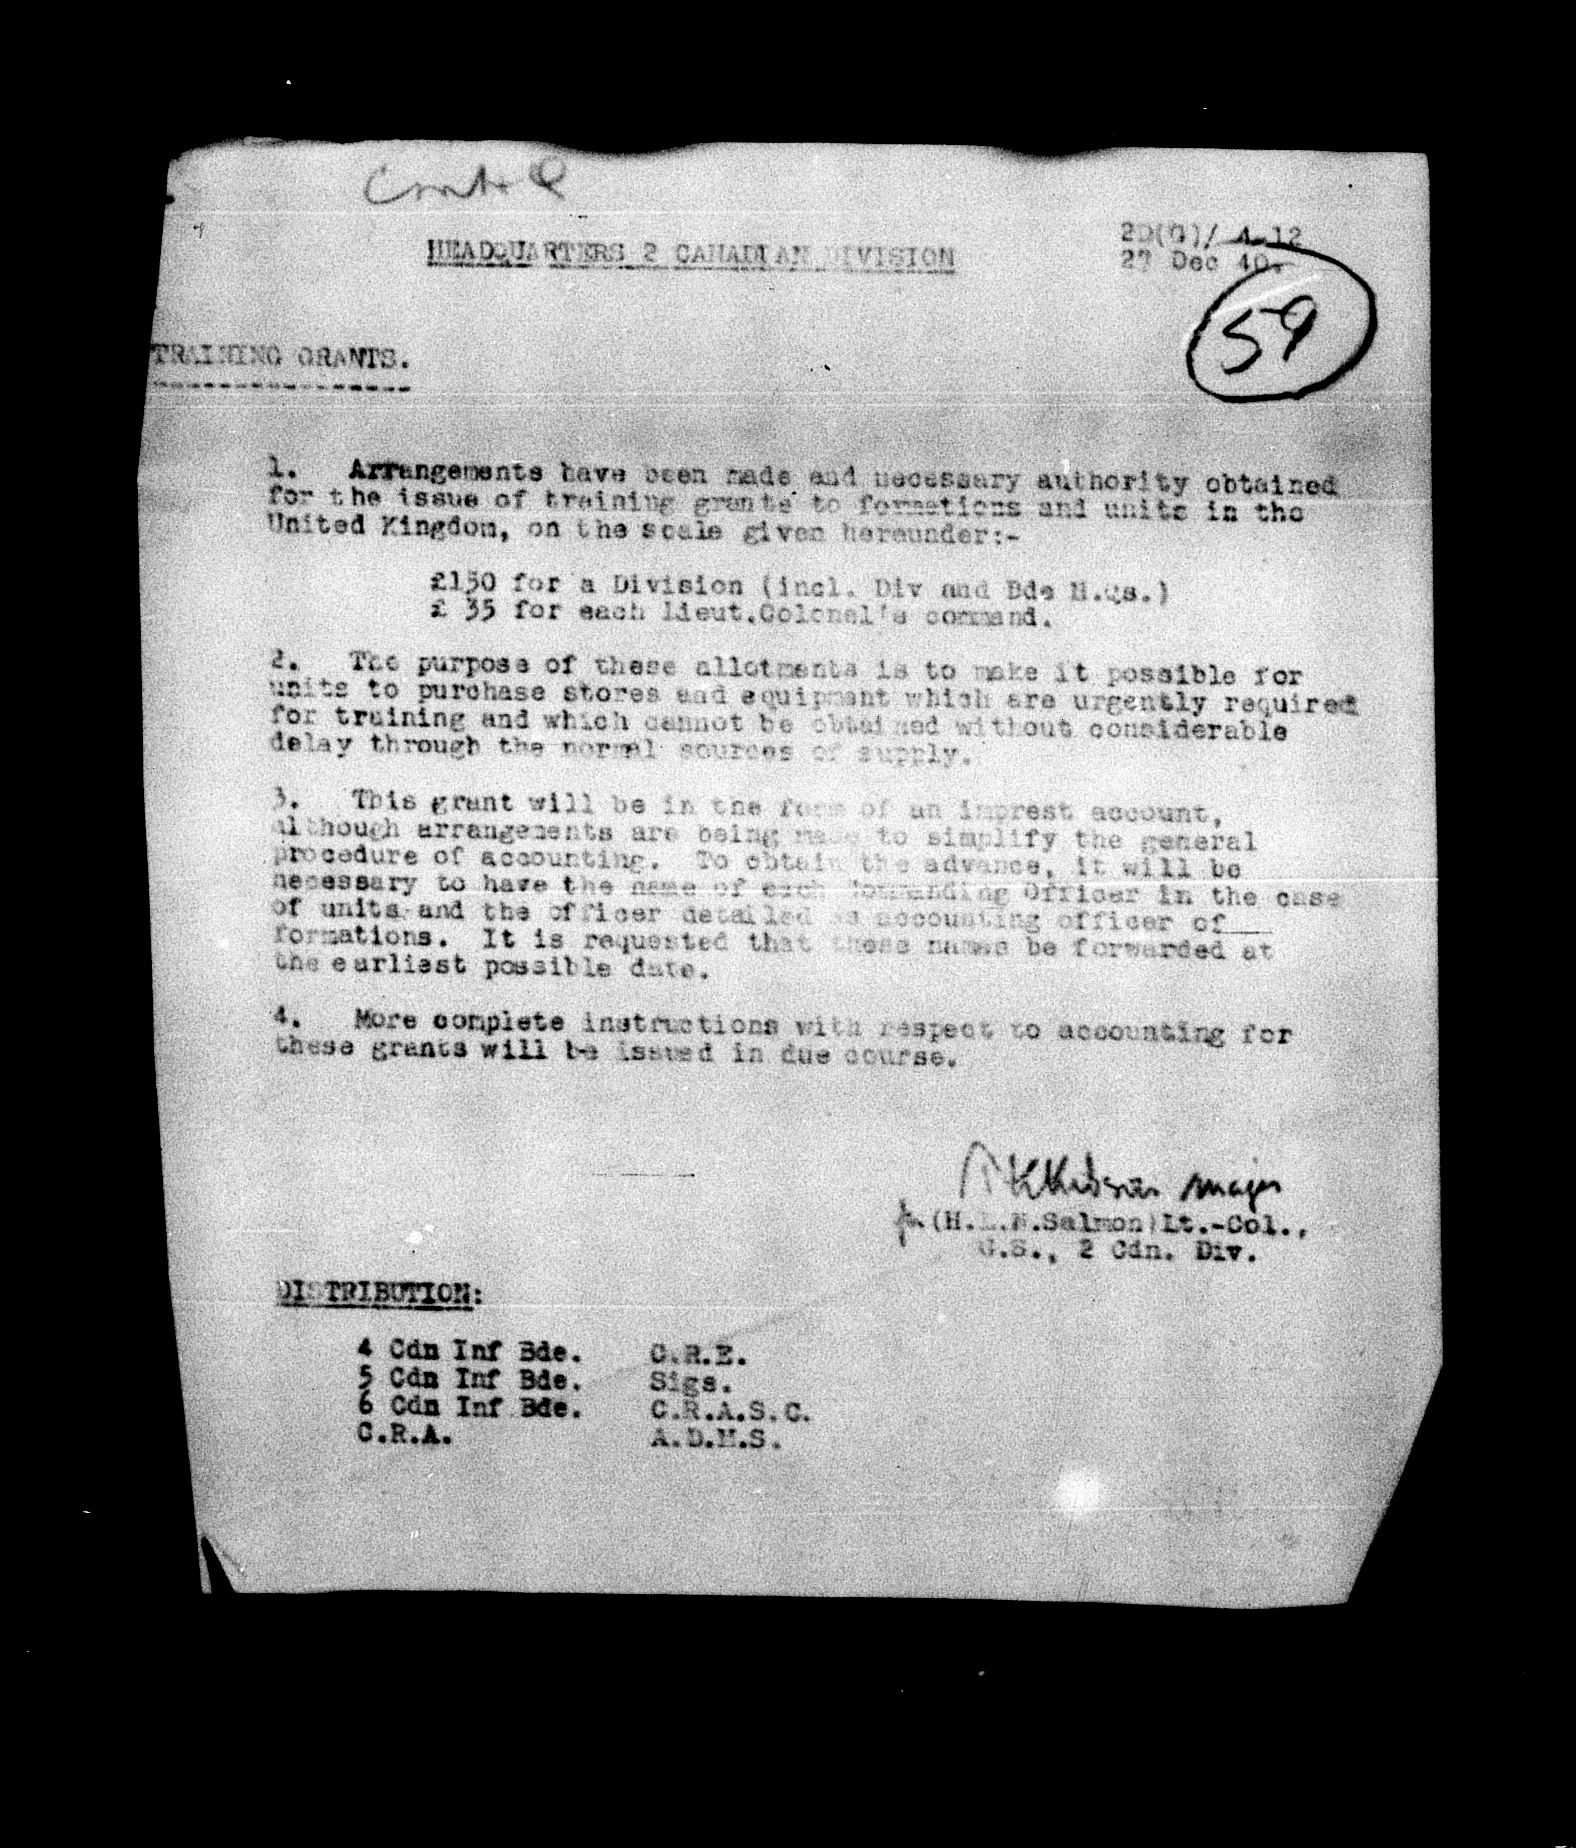 HEADQUARTERS 2 CANADIAN DIVISION
2D(G)/ 4-12
27 Dec 40.
59
TRAINING GRANTS.
1. Arrangements have been made and necessary authority obtained
for the issue of training grants to formations and units in the
United Kingdom, on the scale given hereunder:-
£150 for a Division (incl. Div and Bde H.Qs.)
£ 35 for each Lieut.Colonel's command.
2. The purpose of these allotments is to make it possible for
units to purchase stores and equipment which are urgently required
for training and which cannot be obtained without considerable
delay through the normal sources of supply.
3. This grant will be in the form of an imprest account,
although arrangements are being made to simplify the general
procedure of accounting. To obtain the advance, it will be
necessary to have the name of each Commanding Officer in the case
of units and the officer detailed as accounting officer of
formations. It is requested that these names be forwarded at
the earliest possible date.
4. More complete instructions with respect to accounting for
these grants will be issued in due course.
Major
for (H.L.N.Salmon)Lt.-Col.,
G.S., 2 Cdn. Div.
DISTRIBUTION:
4 Cdn Inf Bde. C.R.E.
5 Cdn Inf Bde. Sigs.
6 Cdn Inf Bde. C.R.A.S.C.
C.R.A. A.D.M.S.